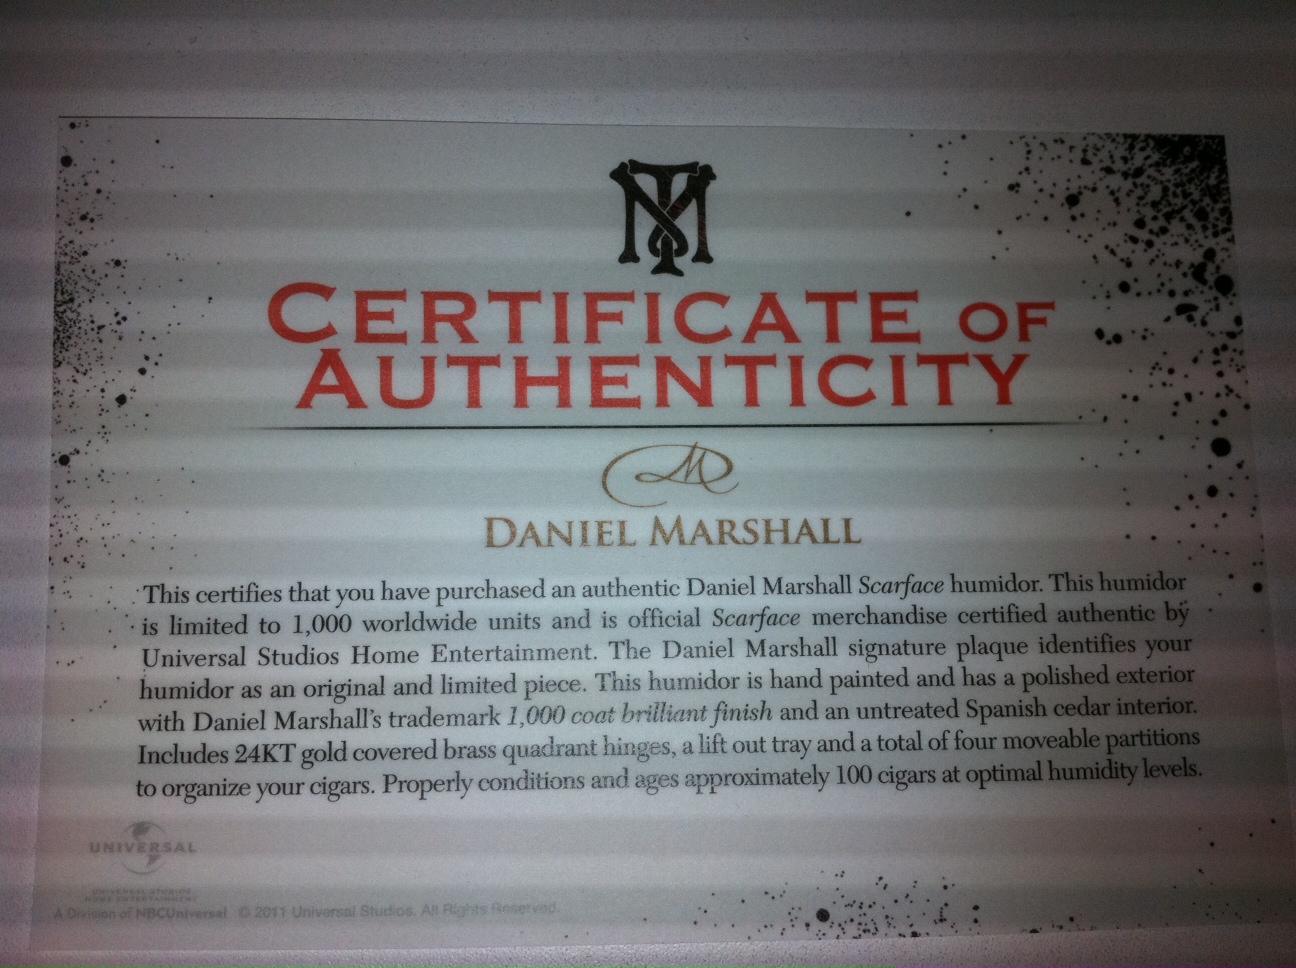 TM
CERTIFICATE OF
AUTHENTICITY
DM
DANIEL MARSHALL
This certifies that you have purchased an authentic Daniel Marshall Scarface humidor. This humidor
is limited to 1,000 worldwide units and is official Scarface merchandise certified authentic by
Universal Studios Home Entertainment. The Daniel Marshall signature plaque identifies your
humidor as an original and limited piece. This humidor is hand painted and has a polished exterior
with Daniel Marshall's trademark 1,000 coat brilliant finish and an untreated Spanish cedar interior.
Includes 24KT gold covered brass quadrant hinges, a lift out tray and a total of four moveable partitions
to organize your cigars. Properly conditions and ages approximately 100 cigars at optimal humidity levels.
UNIVERSAL
UNIVERSAL STUDIOS
HOME ENTERTAINMENT
A Division of NBCUniversal © 2011 Universal Studios. All Rights Reserved.